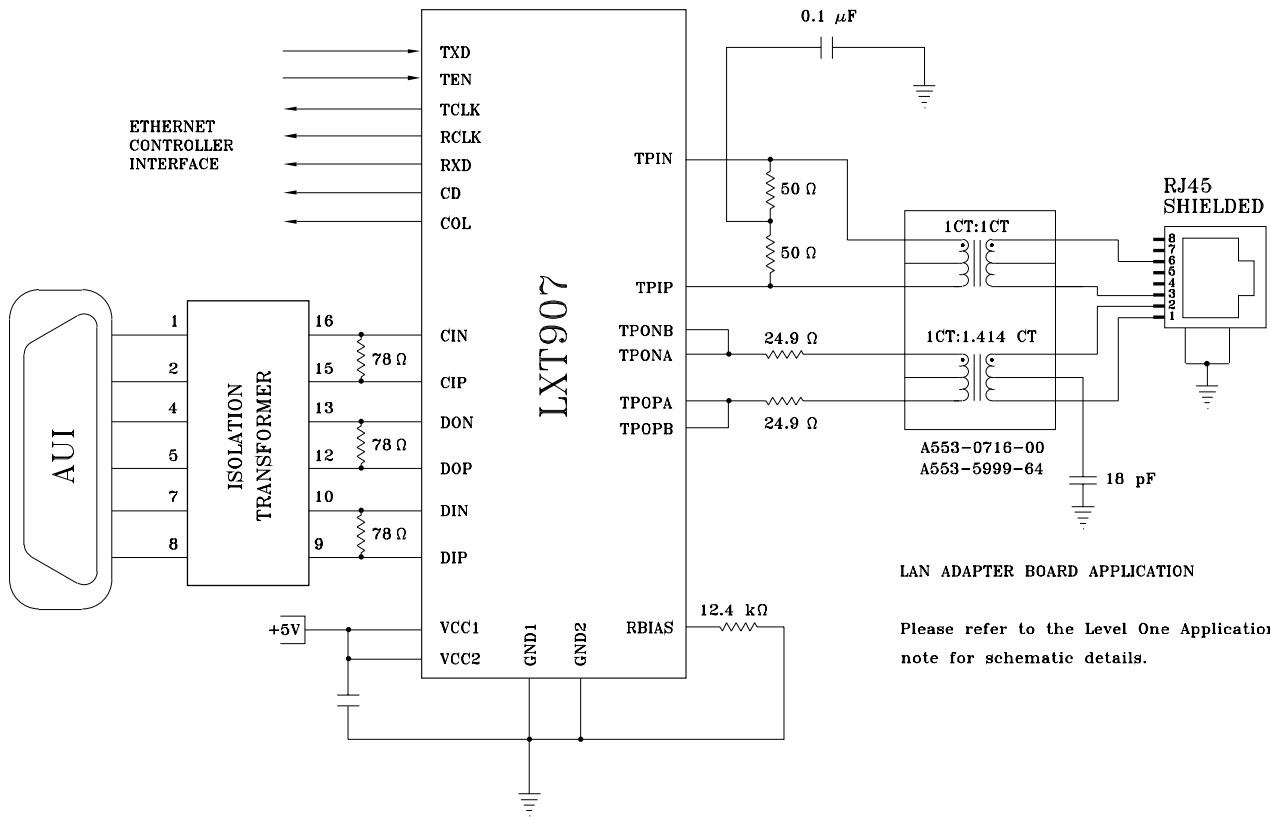 0.1 μF
TXD
TEN
TCLK
RCLK
RXD
CD
COL
ETHERNET
CONTROLLER
INTERFACE
TPIN
50 Ω
50 Ω
TPIP
RJ45
SHIELDED
1CT:1CT
8
7
6
5
4
3
2
1
LXT907
AUI
1
2
4
5
7
8
ISOLATION
TRANSFORMER
16
15
13
12
10
9
78 Ω
78 Ω
78 Ω
CIN
CIP
DON
DOP
DIN
DIP
TPONB
TPONA
TPOPA
TPOPB
24.9 Ω
24.9 Ω
1CT:1.414 CT
A553-0716-00
A553-5999-64
18 pF
LAN ADAPTER BOARD APPLICATION
Please refer to the Level One Application
note for schematic details.
+5V
VCC1
VCC2
GND1
GND2
RBIAS
12.4 kΩ